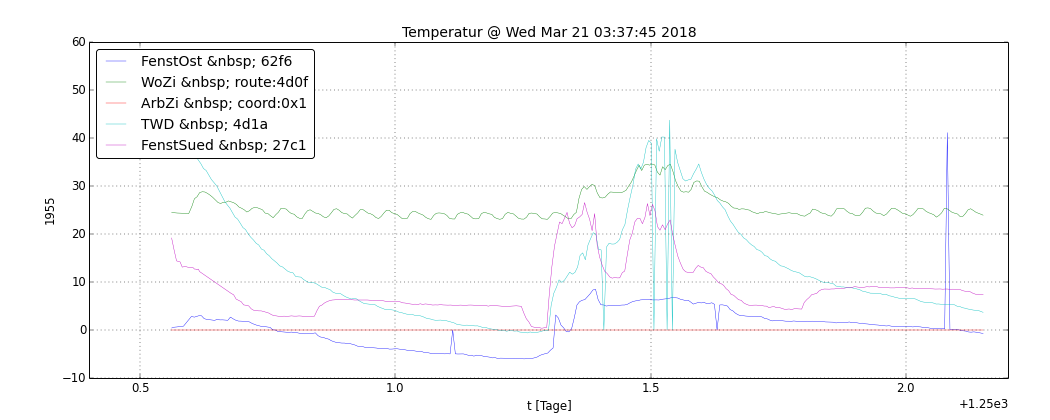 Temperatur @ Wed Mar 21 03:37:45 2018
60
50
40
30
20
10
0
−10
1955
FenstOst &nbsp; 62f6
WoZi &nbsp; route:4d0f
ArbZi &nbsp; coord:0x1
TWD &nbsp; 4d1a
FenstSued &nbsp; 27c1
0.5 1.0 1.5 2.0
t [Tage]
+1.25e3